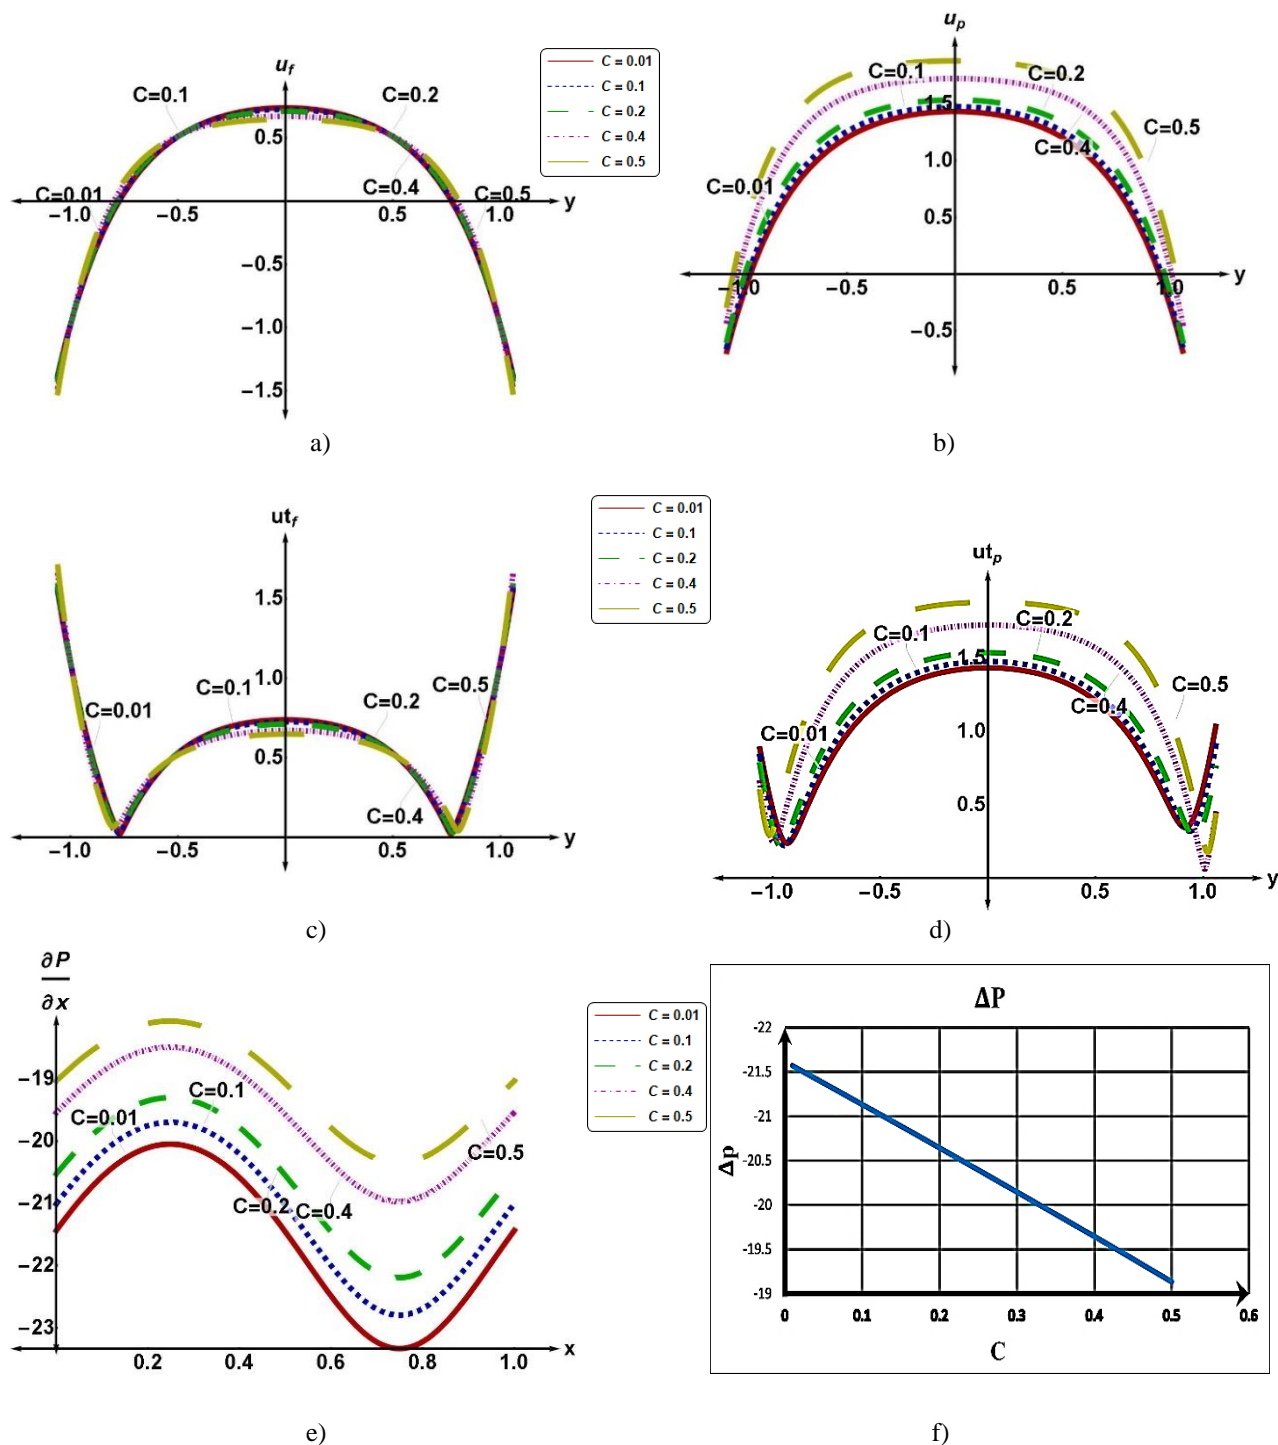 u_f
C=0.1
C=0.2
0.5
C=0.01
C=0.4
C=0.5
−1.0
−0.5
0.5
1.0
y
−0.5
−1.0
−1.5
a)
C = 0.01
C = 0.1
C = 0.2
C = 0.4
C = 0.5
u_p
C=0.1
C=0.2
1.5
C=0.5
C=0.4
1.0
C=0.01
0.5
−1.0
−0.5
0.5
1.0
y
−0.5
b)
ut_f
1.5
1.0
C=0.1
C=0.5
C=0.01
C=0.2
0.5
C=0.4
−1.0
−0.5
0.5
1.0
y
c)
C = 0.01
C = 0.1
C = 0.2
C = 0.4
C = 0.5
ut_p
C=0.1
C=0.2
1.5
C=0.5
C=0.4
C=0.01
1.0
0.5
−1.0
−0.5
0.5
1.0
y
d)
∂P
∂x
−19
C=0.1
C=0.01
−20
C=0.5
−21
C=0.2
C=0.4
−22
−23
0.2
0.4
0.6
0.8
1.0
x
e)
C = 0.01
C = 0.1
C = 0.2
C = 0.4
C = 0.5
ΔP
-22
-21.5
-21
-20.5
-20
-19.5
-19
Δp
0
0.1
0.2
0.3
0.4
0.5
0.6
C
f)